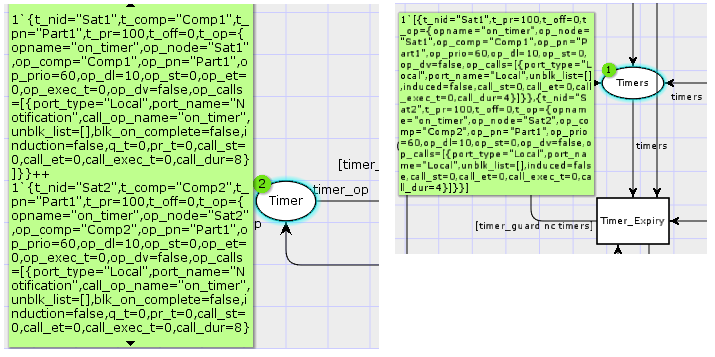 1`{t_nid="Sat1",t_comp="Comp1",t_
pn="Part1",t_pr=100,t_off=0,t_op=
{opname="on_timer",op_node="Sat1"
,op_comp="Comp1",op_pn="Part1",o
p_prio=60,op_dl=10,op_st=0,op_et=
0,op_exec_t=0,op_dv=false,op_calls
=[{port_type="Local",port_name="N
otification",call_op_name="on_timer",
unblk_list=[],blk_on_complete=false,
induction=false,q_t=0,pr_t=0,call_st=
0,call_et=0,call_exec_t=0,call_dur=8}
]}}++
1`{t_nid="Sat2",t_comp="Comp2",t_
pn="Part1",t_pr=100,t_off=0,t_op=
{opname="on_timer",op_node="Sat2"
,op_comp="Comp2",op_pn="Part1",o
p_prio=60,op_dl=10,op_st=0,op_et=
0,op_exec_t=0,op_dv=false,op_calls
=[{port_type="Local",port_name="N
otification",call_op_name="on_timer",
unblk_list=[],blk_on_complete=false,i
nduction=false,q_t=0,pr_t=0,call_st=
0,call_et=0,call_exec_t=0,call_dur=8}
2
Timer
[timer_
timer_op
p
1`[{t_nid="Sat1",t_pr=100,t_off=0,t
_op={opname="on_timer",op_node="
Sat1",op_comp="Comp1",op_pn="P
art1",op_prio=60,op_dl=10,op_st=0,
op_dv=false,op_calls=[{port_type="L
ocal",port_name="Local",unblk_list=[],
induced=false,call_st=0,call_et=0,call
_exec_t=0,call_dur=4}]}},{t_nid="S
at2",t_pr=100,t_off=0,t_op={opnam
e="on_timer",op_node="Sat2",op_co
mp="Comp2",op_pn="Part1",op_prio
=60,op_dl=10,op_st=0,op_dv=false,o
p_calls=[{port_type="Local",port_na
me="Local",unblk_list=[],induced=fals
e,call_st=0,call_et=0,call_exec_t=0,c
all_dur=4}]}}]
1
Timers
timers
timers
Timer_Expiry
[timer_guard nc timers]